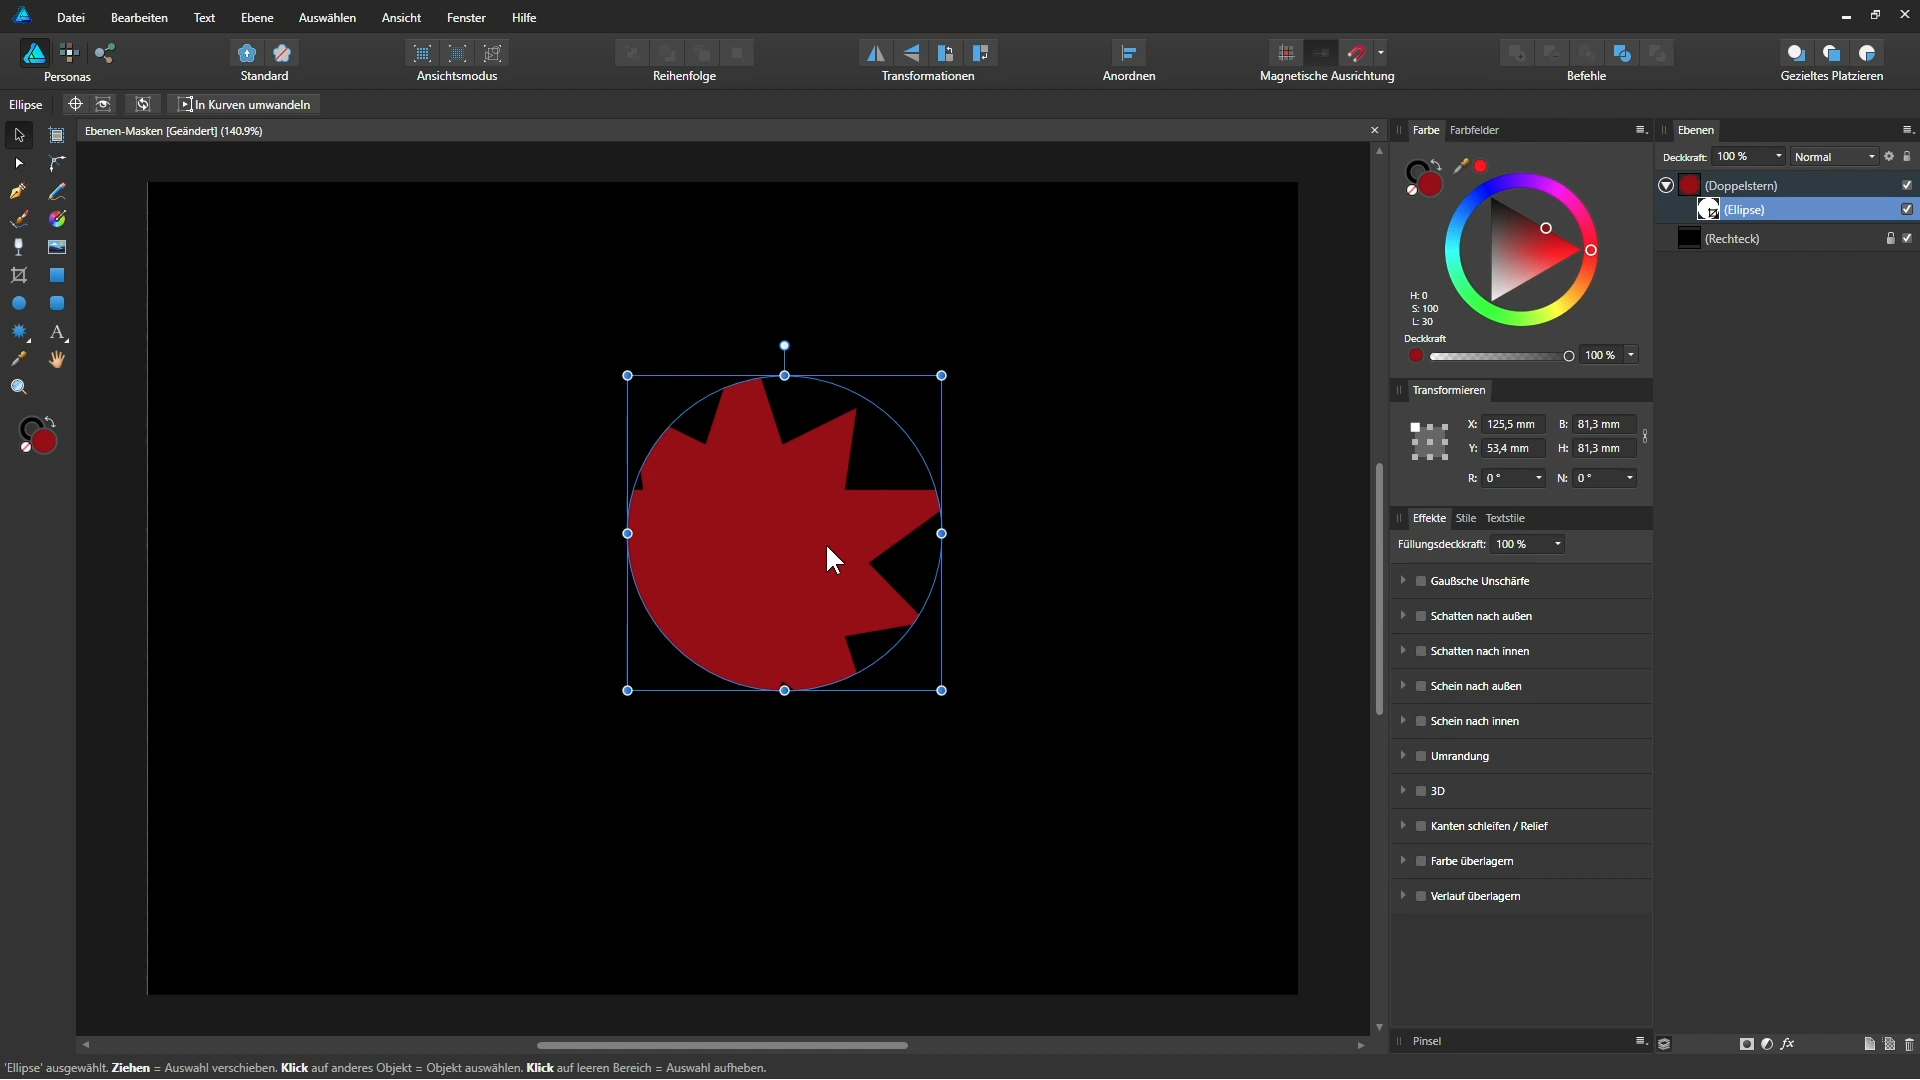 Datei Bearbeiten Text Ebene Auswählen Ansicht Fenster Hilfe
Personas Standard Ansichtsmodus Reihenfolge Transformationen Anordnen Magnetische Ausrichtung Befehle Gezieltes Platzieren
Ellipse In Kurven umwandeln
Ebenen-Masken [Geändert] (140.9%)
Farbe Farbfelder
H: 0
S: 100
L: 30
Deckkraft
100 %
Transformieren
X: 125,5 mm B: 81,3 mm
Y: 53,4 mm H: 81,3 mm
R: 0° N: 0°
Effekte Stile Textstile
Füllungsdeckkraft: 100 %
Gaußsche Unschärfe
Schatten nach außen
Schatten nach innen
Schein nach außen
Schein nach innen
Umrandung
3D
Kanten schleifen / Relief
Farbe überlagern
Verlauf überlagern
Pinsel
Ebenen
Deckkraft: 100 % Normal
(Doppelstern)
(Ellipse)
(Rechteck)
fx
'Ellipse' ausgewählt. Ziehen = Auswahl verschieben. Klick auf anderes Objekt = Objekt auswählen. Klick auf leeren Bereich = Auswahl aufheben.